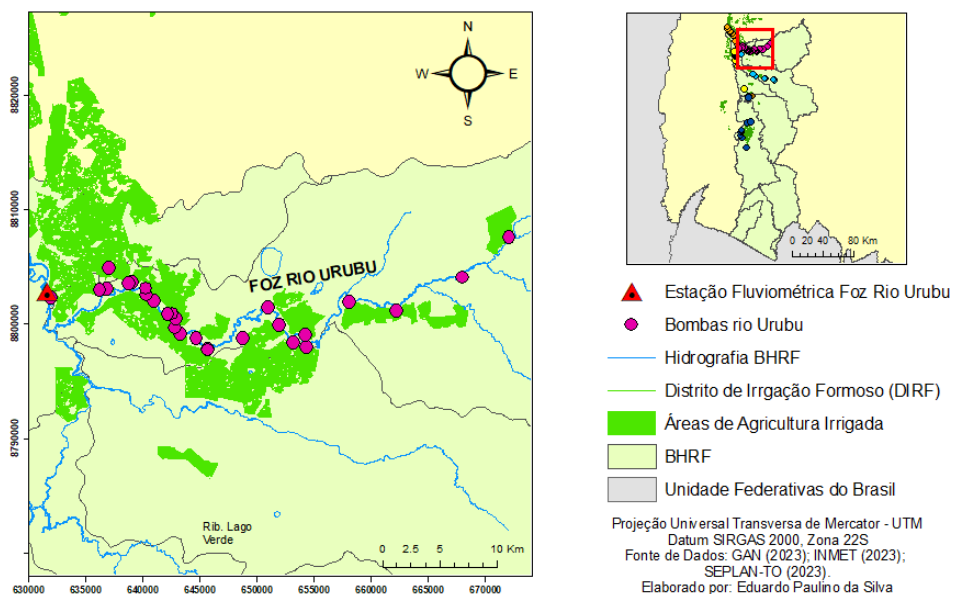 N
W
E
S
8820000
8810000
8800000
8790000
FOZ RIO URUBU
Rib. Lago
Verde
0 2.5 5 10 Km
630000 635000 640000 645000 650000 655000 660000 665000 670000
0 20 40 80 Km
Estação Fluviométrica Foz Rio Urubu
Bombas rio Urubu
Hidrografia BHRF
Distrito de Irrgação Formoso (DIRF)
Áreas de Agricultura Irrigada
BHRF
Unidade Federativas do Brasil
Projeção Universal Transversa de Mercator - UTM
Datum SIRGAS 2000, Zona 22S
Fonte de Dados: GAN (2023); INMET (2023);
SEPLAN-TO (2023).
Elaborado por: Eduardo Paulino da Silva